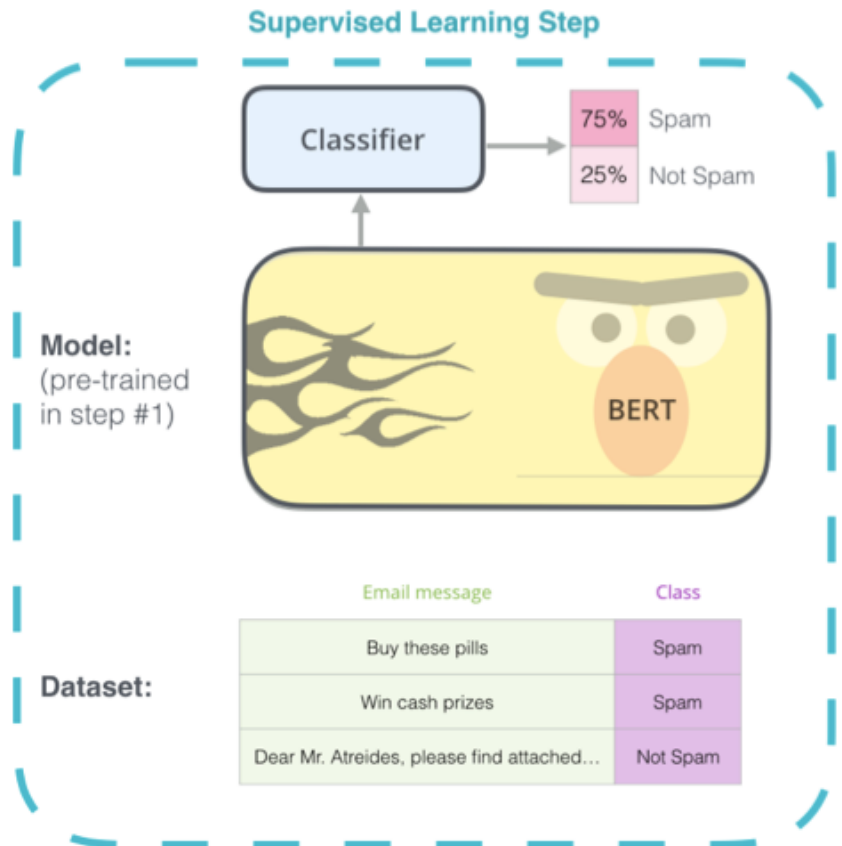 Supervised Learning Step
Classifier
75% Spam
25% Not Spam
Model:
(pre-trained
in step #1)
BERT
Email message Class
Dataset:
Buy these pills Spam
Win cash prizes Spam
Dear Mr. Atreides, please find attached... Not Spam